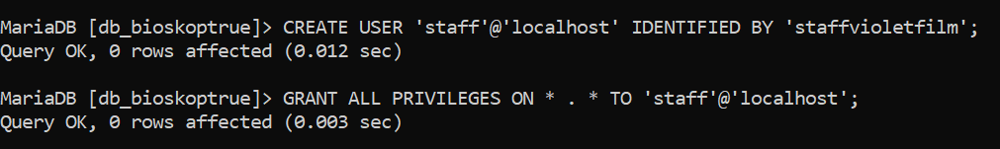 MariaDB [db_bioskoptrue]> CREATE USER 'staff'@'localhost' IDENTIFIED BY 'staffvioletfilm';
Query OK, 0 rows affected (0.012 sec)
MariaDB [db_bioskoptrue]> GRANT ALL PRIVILEGES ON * . * TO 'staff'@'localhost';
Query OK, 0 rows affected (0.003 sec)